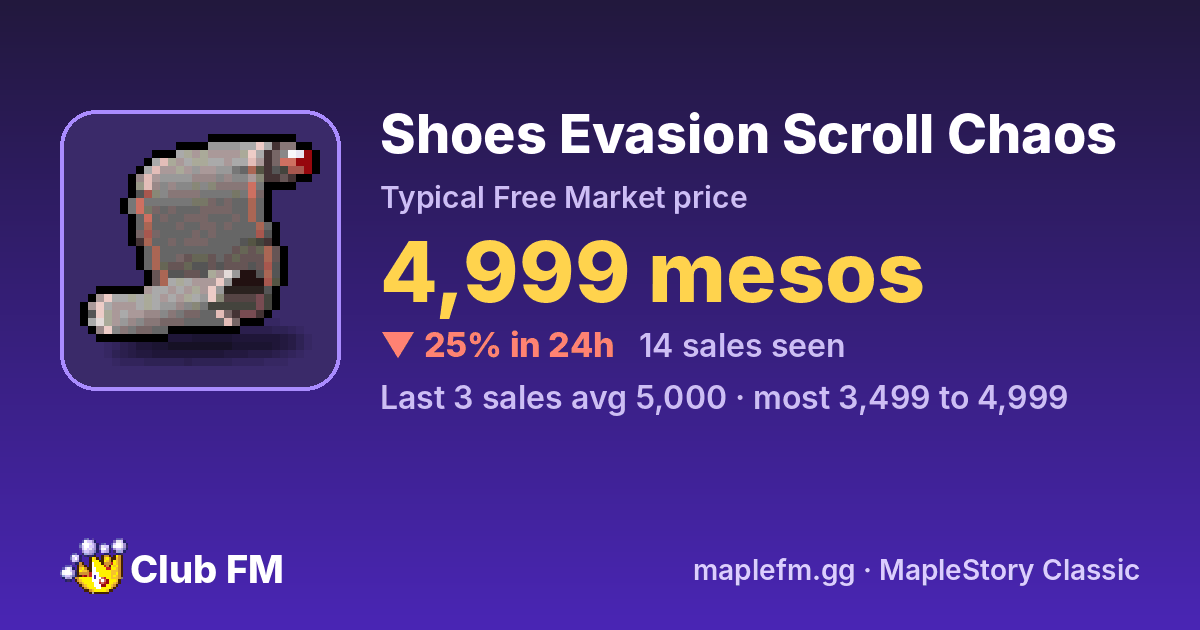 Shoes Evasion Scroll Chaos
Typical Free Market price
4,999 mesos
▼ 25% in 24h 14 sales seen
Last 3 sales avg 5,000 · most 3,499 to 4,999
Club FM
maplefm.gg · MapleStory Classic